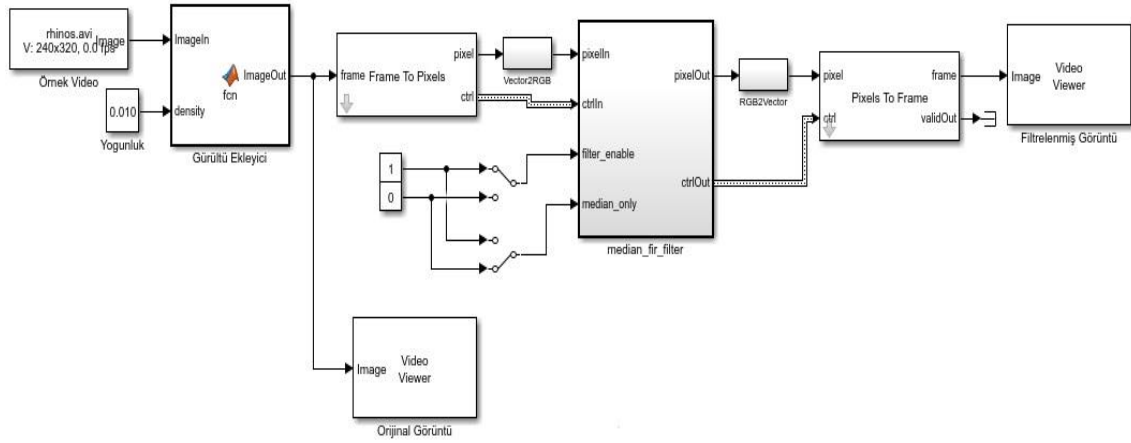 rhinos.avi
V: 240x320, 0.0 fps
Image
Örnek Video
0.010
Yogunluk
ImageIn
density
fcn
ImageOut
Gürültü Ekleyici
frame
Frame To Pixels
pixel
ctrl
Vector2RGB
1
0
pixelIn
ctrlIn
filter_enable
median_only
pixelOut
ctrlOut
median_fir_filter
RGB2Vector
pixel
ctrl
Pixels To Frame
frame
validOut
Image
Video
Viewer
Filtrelenmiş Görüntü
Image
Video
Viewer
Orijinal Görüntü